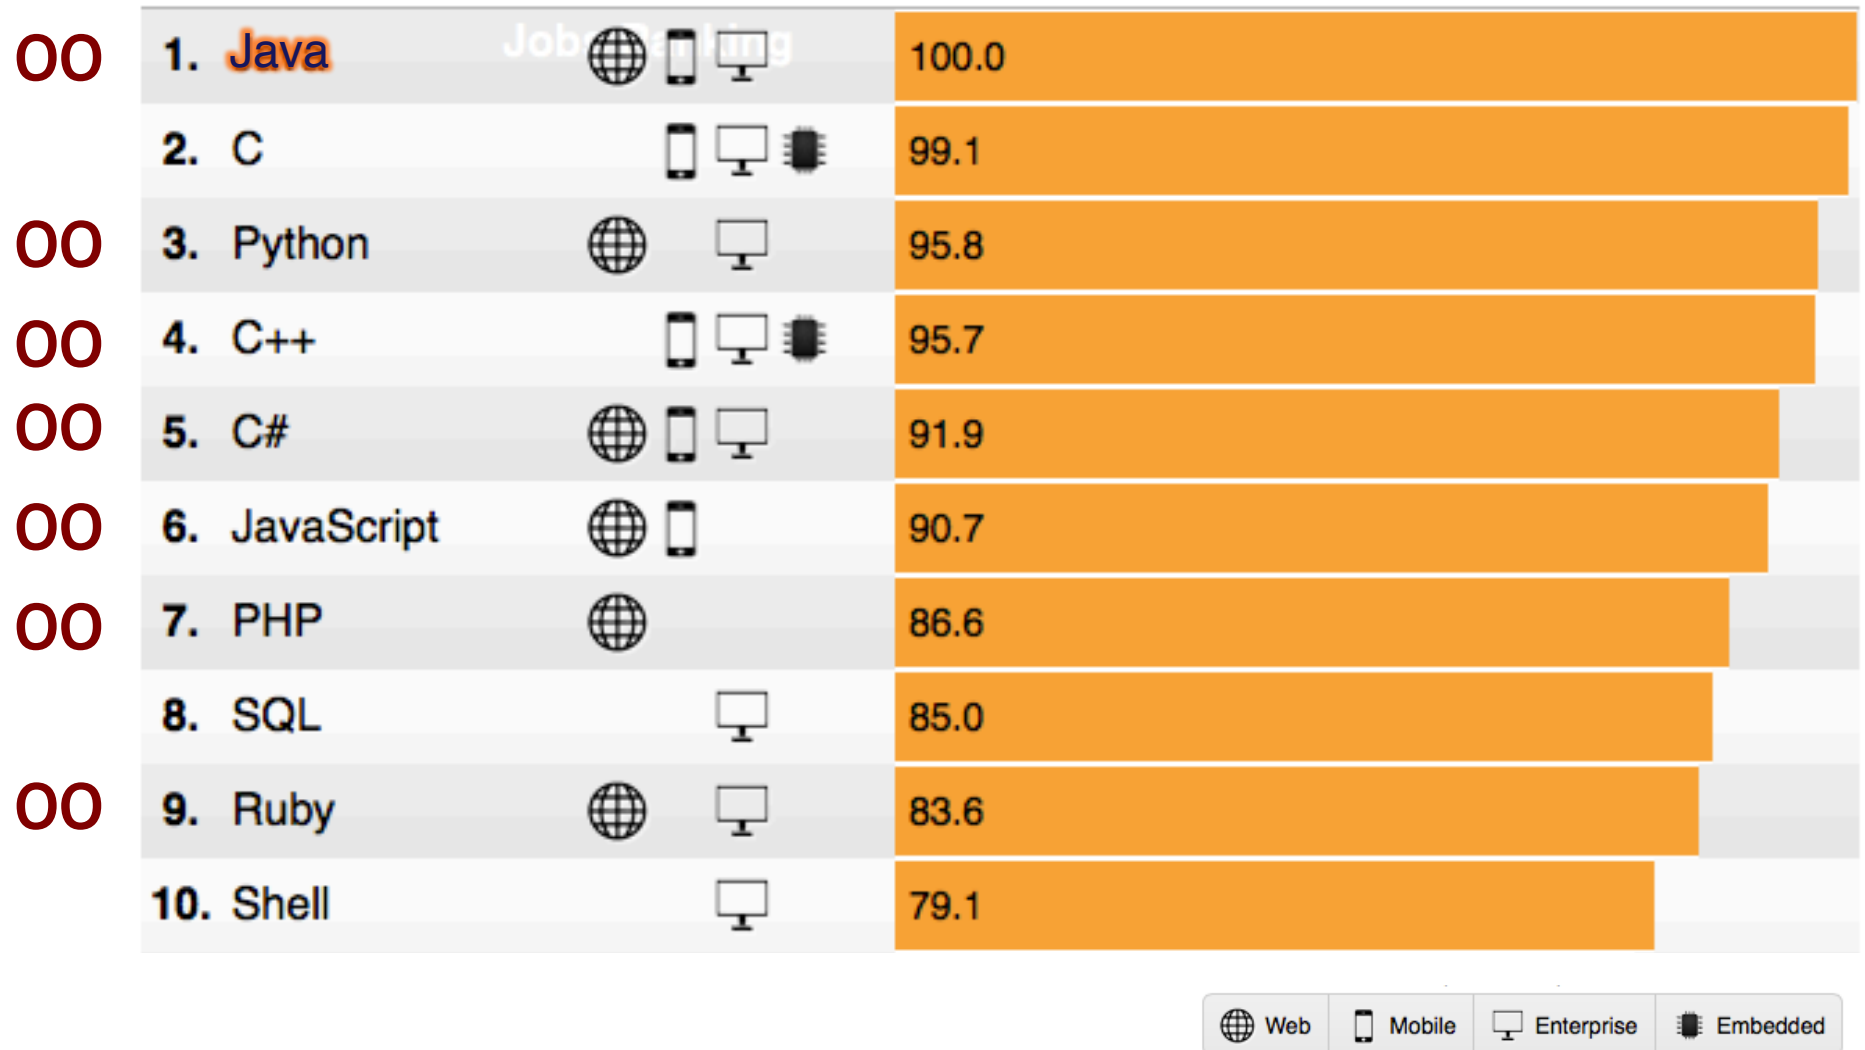 Jobs Ranking
OO 1. Java 100.0
2. C 99.1
OO 3. Python 95.8
OO 4. C++ 95.7
OO 5. C# 91.9
OO 6. JavaScript 90.7
OO 7. PHP 86.6
8. SQL 85.0
OO 9. Ruby 83.6
10. Shell 79.1
Web Mobile Enterprise Embedded